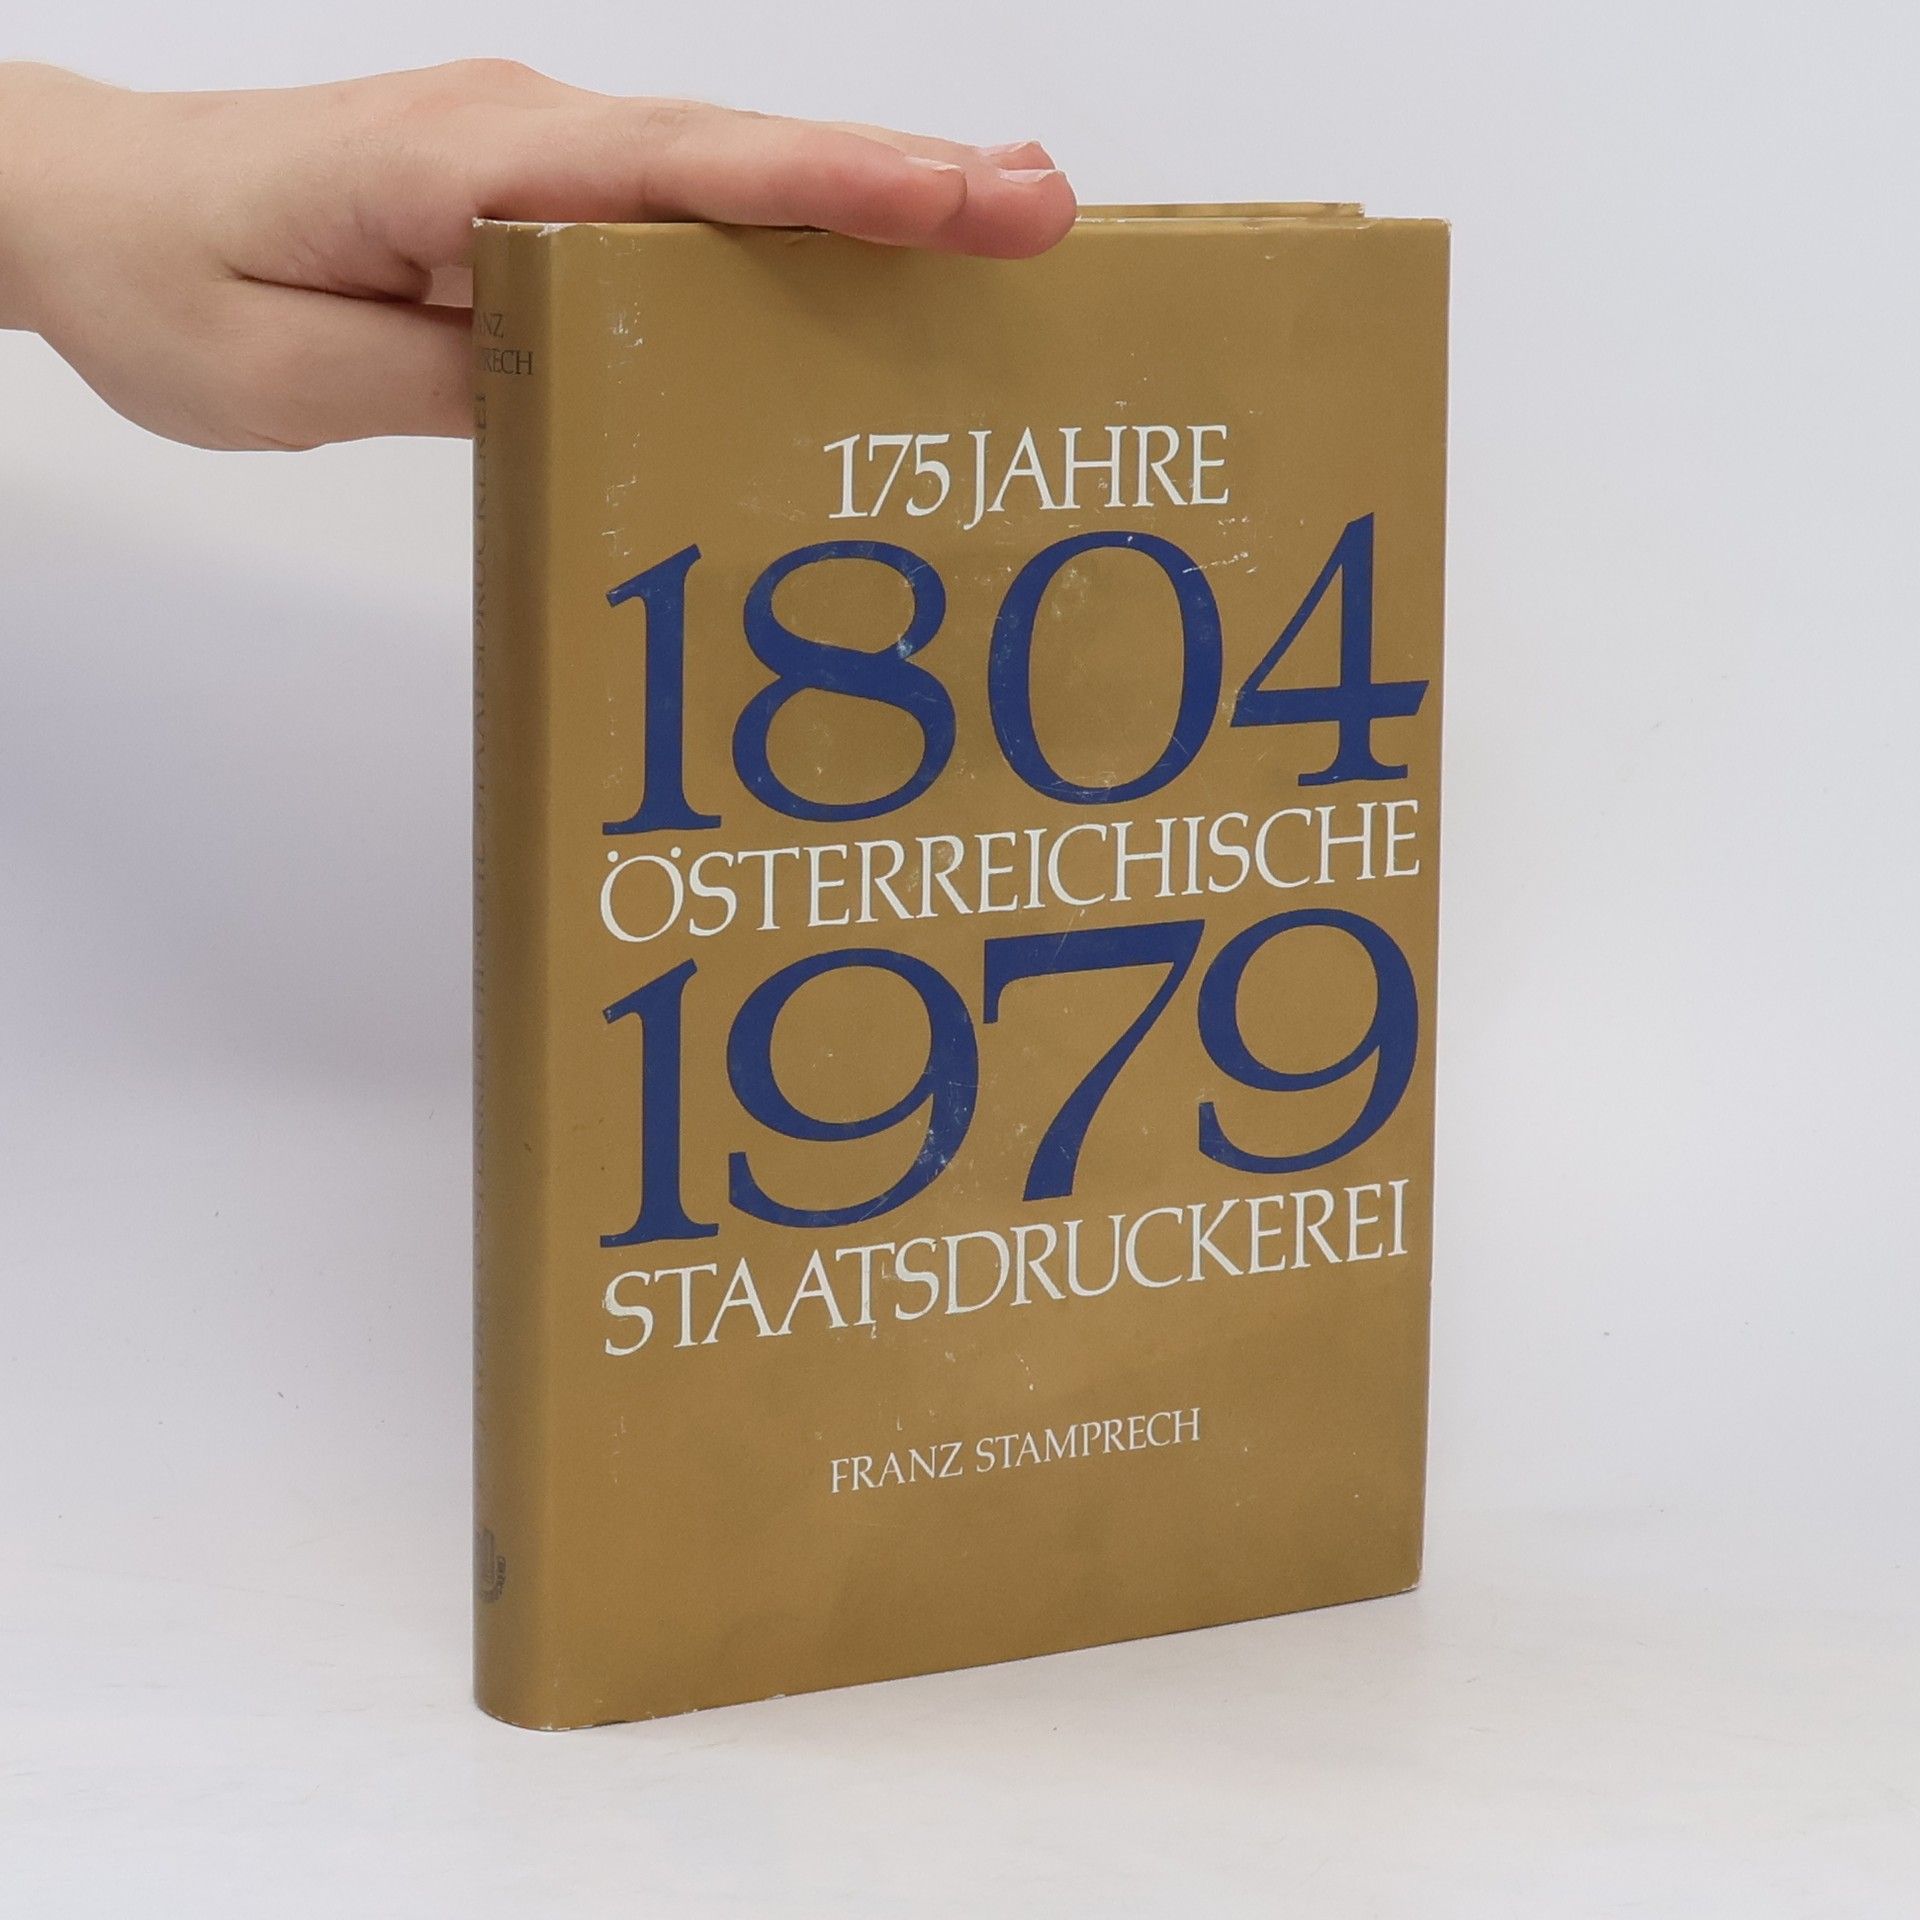 175 JAHRE
1804
ÖSTERREICHISCHE
1979
STAATSDRUCKEREI
FRANZ STAMPRECH